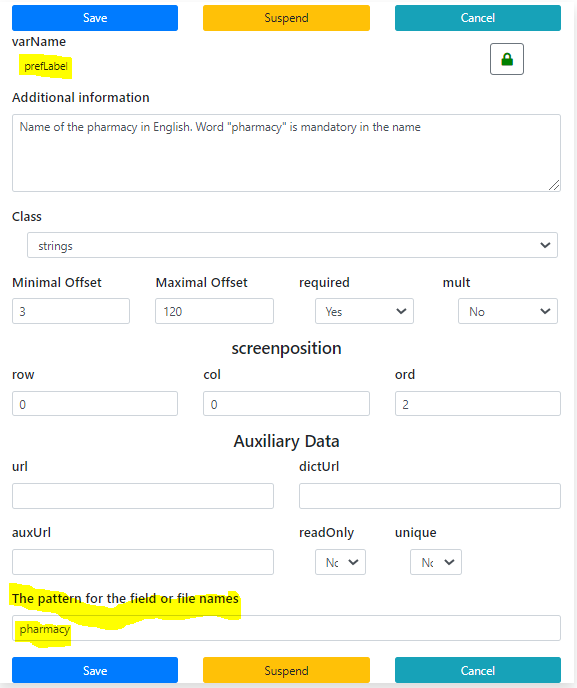 Save Suspend Cancel
varName
prefLabel
Additional information
Name of the pharmacy in English. Word "pharmacy" is mandatory in the name
Class
strings
Minimal Offset Maximal Offset required mult
3 120 Yes No
screenposition
row col ord
0 0 2
Auxiliary Data
url dictUrl
auxUrl readOnly unique
No No
The pattern for the field or file names
pharmacy
Save Suspend Cancel